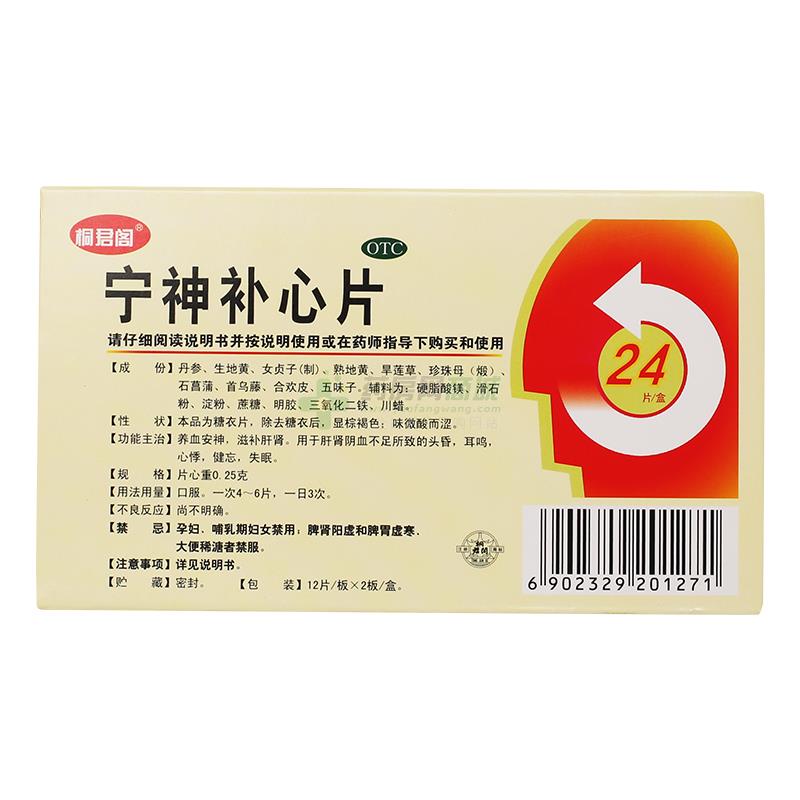 桐君阁®
OTC
宁神补心片
请仔细阅读说明书并按说明使用或在药师指导下购买和使用
【成　份】丹参、生地黄、女贞子(制)、熟地黄、旱莲草、珍珠母（煅）、
石菖蒲、首乌藤、合欢皮、五味子。辅料为：硬脂酸镁、滑石
粉、淀粉、蔗糖、明胶、三氧化二铁、川蜡。
【性　状】本品为糖衣片，除去糖衣后，显棕褐色；味微酸而涩。
【功能主治】养血安神，滋补肝肾。用于肝肾阴血不足所致的头昏，耳鸣，
心悸，健忘，失眠。
【规　格】片心重0.25克
【用法用量】口服。一次4～6片，一日3次。
【不良反应】尚不明确。
【禁　忌】孕妇、哺乳期妇女禁用；脾肾阳虚和脾胃虚寒．
大便稀溏者禁服。
【注意事项】详见说明书。
【贮　藏】密封。　【包　装】12片/板×2板/盒。
24
片/盒
桐君阁
6 902329 201271
药房网商城